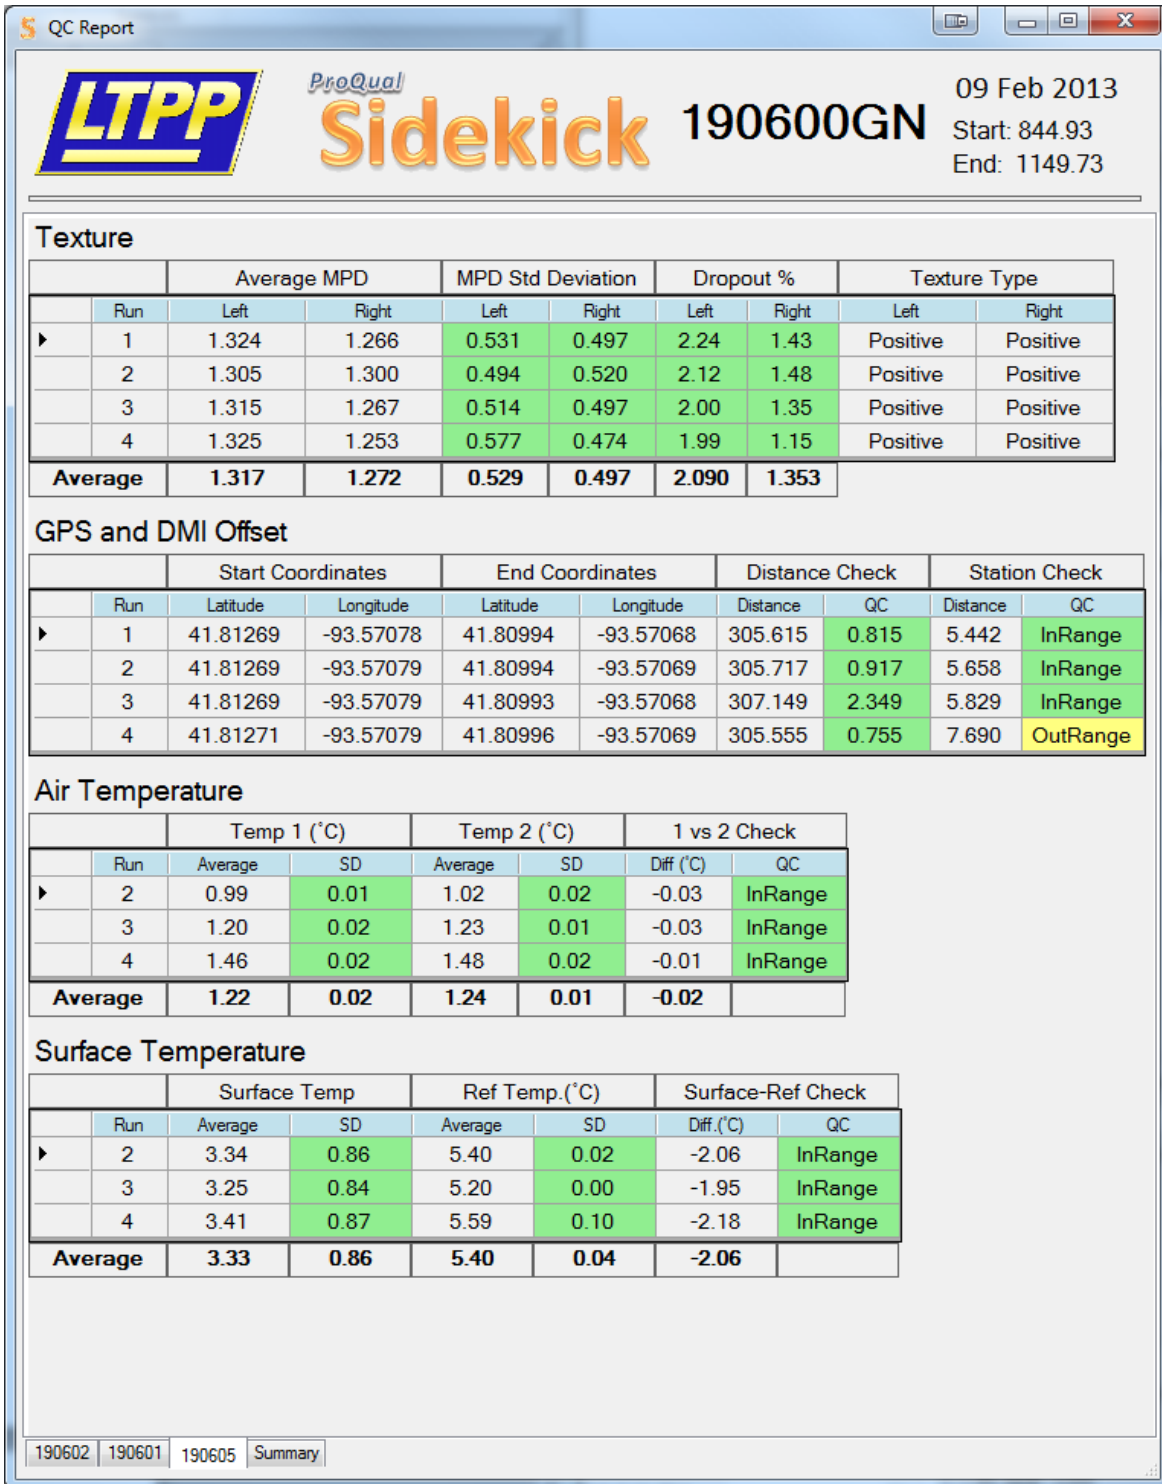 QC Report
LTPP
ProQual
Sidekick
190600GN
09 Feb 2013
Start: 844.93
End: 1149.73
Texture
Average MPD MPD Std Deviation Dropout % Texture Type
Run Left Right Left Right Left Right Left Right
1 1.324 1.266 0.531 0.497 2.24 1.43 Positive Positive
2 1.305 1.300 0.494 0.520 2.12 1.48 Positive Positive
3 1.315 1.267 0.514 0.497 2.00 1.35 Positive Positive
4 1.325 1.253 0.577 0.474 1.99 1.15 Positive Positive
Average 1.317 1.272 0.529 0.497 2.090 1.353
GPS and DMI Offset
Start Coordinates End Coordinates Distance Check Station Check
Run Latitude Longitude Latitude Longitude Distance QC Distance QC
1 41.81269 -93.57078 41.80994 -93.57068 305.615 0.815 5.442 InRange
2 41.81269 -93.57079 41.80994 -93.57069 305.717 0.917 5.658 InRange
3 41.81269 -93.57079 41.80993 -93.57068 307.149 2.349 5.829 InRange
4 41.81271 -93.57079 41.80996 -93.57069 305.555 0.755 7.690 OutRange
Air Temperature
Temp 1 (°C) Temp 2 (°C) 1 vs 2 Check
Run Average SD Average SD Diff (°C) QC
2 0.99 0.01 1.02 0.02 -0.03 InRange
3 1.20 0.02 1.23 0.01 -0.03 InRange
4 1.46 0.02 1.48 0.02 -0.01 InRange
Average 1.22 0.02 1.24 0.01 -0.02
Surface Temperature
Surface Temp Ref Temp.(°C) Surface-Ref Check
Run Average SD Average SD Diff.(°C) QC
2 3.34 0.86 5.40 0.02 -2.06 InRange
3 3.25 0.84 5.20 0.00 -1.95 InRange
4 3.41 0.87 5.59 0.10 -2.18 InRange
Average 3.33 0.86 5.40 0.04 -2.06
190602 190601 190605 Summary